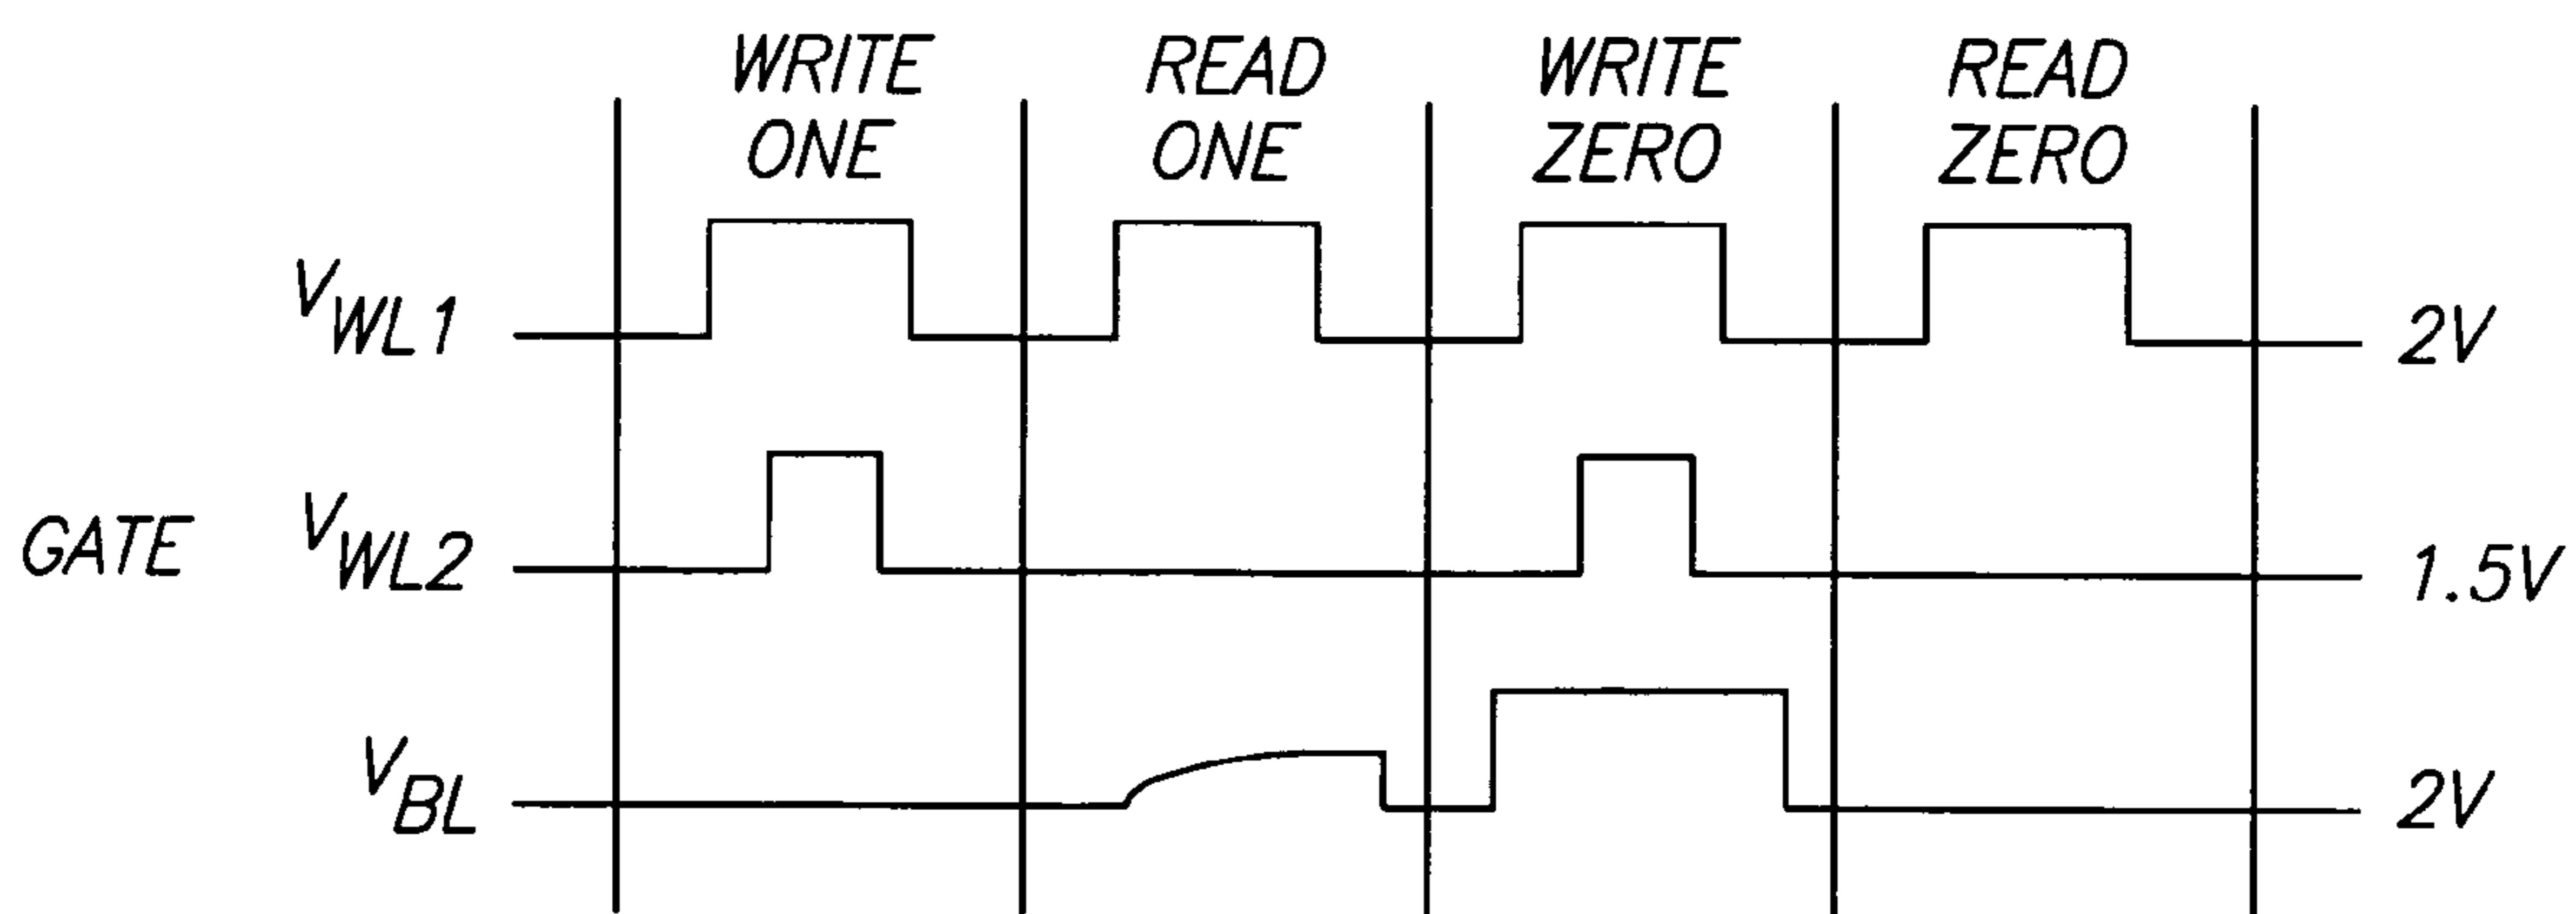 WRITE READ WRITE READ
ONE ONE ZERO ZERO
VWL1 2V
GATE VWL2 1.5V
VBL 2V